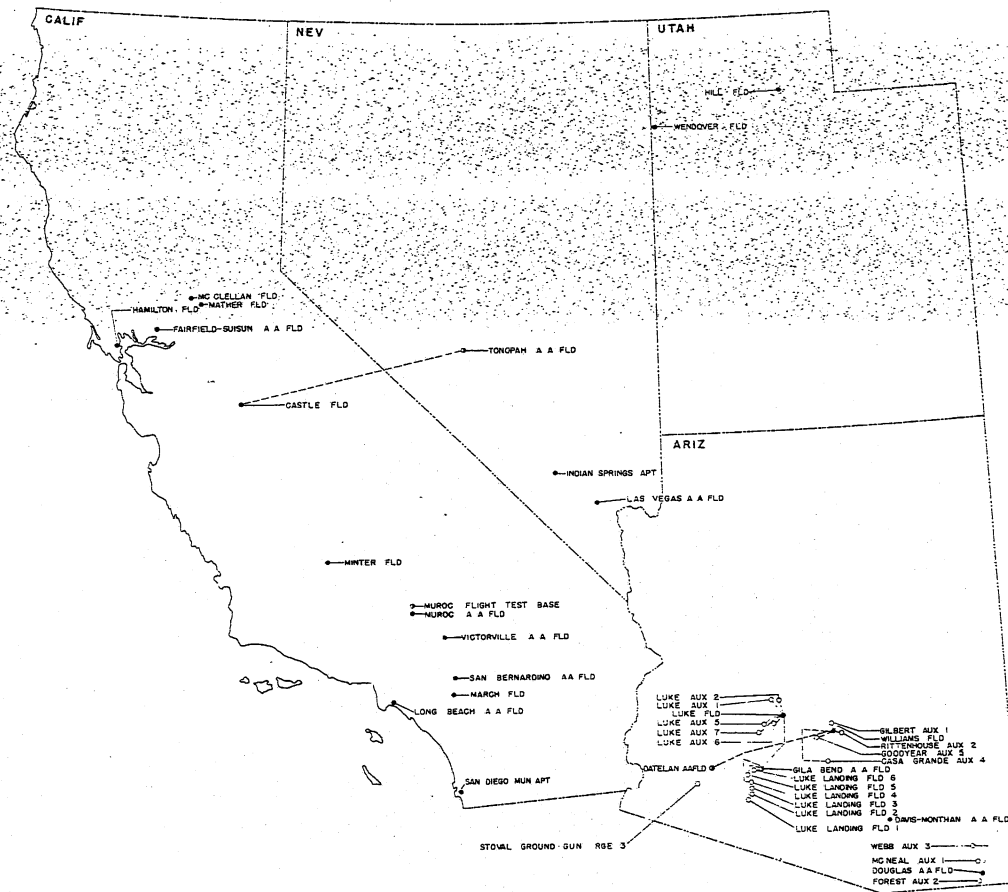 CALIF
NEV
UTAH
HILL FLD
WENDOVER FLD
MC CLELLAN FLD
MATHER FLD
HAMILTON FLD
FAIRFIELD-SUISUN A A FLD
TONOPAH A A FLD
CASTLE FLD
ARIZ
INDIAN SPRINGS APT
LAS VEGAS A A FLD
MINTER FLD
MUROC FLIGHT TEST BASE
MUROC A A FLD
VICTORVILLE A A FLD
SAN BERNARDINO AA FLD
MARCH FLD
LONG BEACH A A FLD
SAN DIEGO MUN APT
LUKE AUX 2
LUKE AUX 1
LUKE FLD
LUKE AUX 5
LUKE AUX 7
LUKE AUX 6
GILBERT AUX 1
WILLIAMS FLD
RITTENHOUSE AUX 2
GOODYEAR AUX 5
CASA GRANDE AUX 4
DATELAN AAFLD
GILA BEND A A FLD
LUKE LANDING FLD 6
LUKE LANDING FLD 5
LUKE LANDING FLD 4
LUKE LANDING FLD 3
LUKE LANDING FLD 2
LUKE LANDING FLD 1
DAVIS-MONTHAN A A FLD
STOVAL GROUND GUN RGE 3
WEBB AUX 3
MC NEAL AUX 1
DOUGLAS AA FLD
FOREST AUX 2